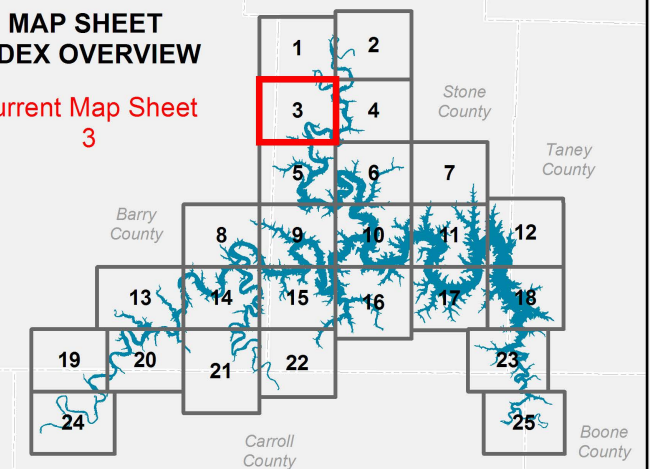 MAP SHEET
DEX OVERVIEW
urrent Map Sheet
3
1
2
3
4
Stone
County
5
6
7
Taney
County
Barry
County
8
9
10
11
12
13
14
15
16
17
18
19
20
21
22
23
24
25
Carroll
County
Boone
County